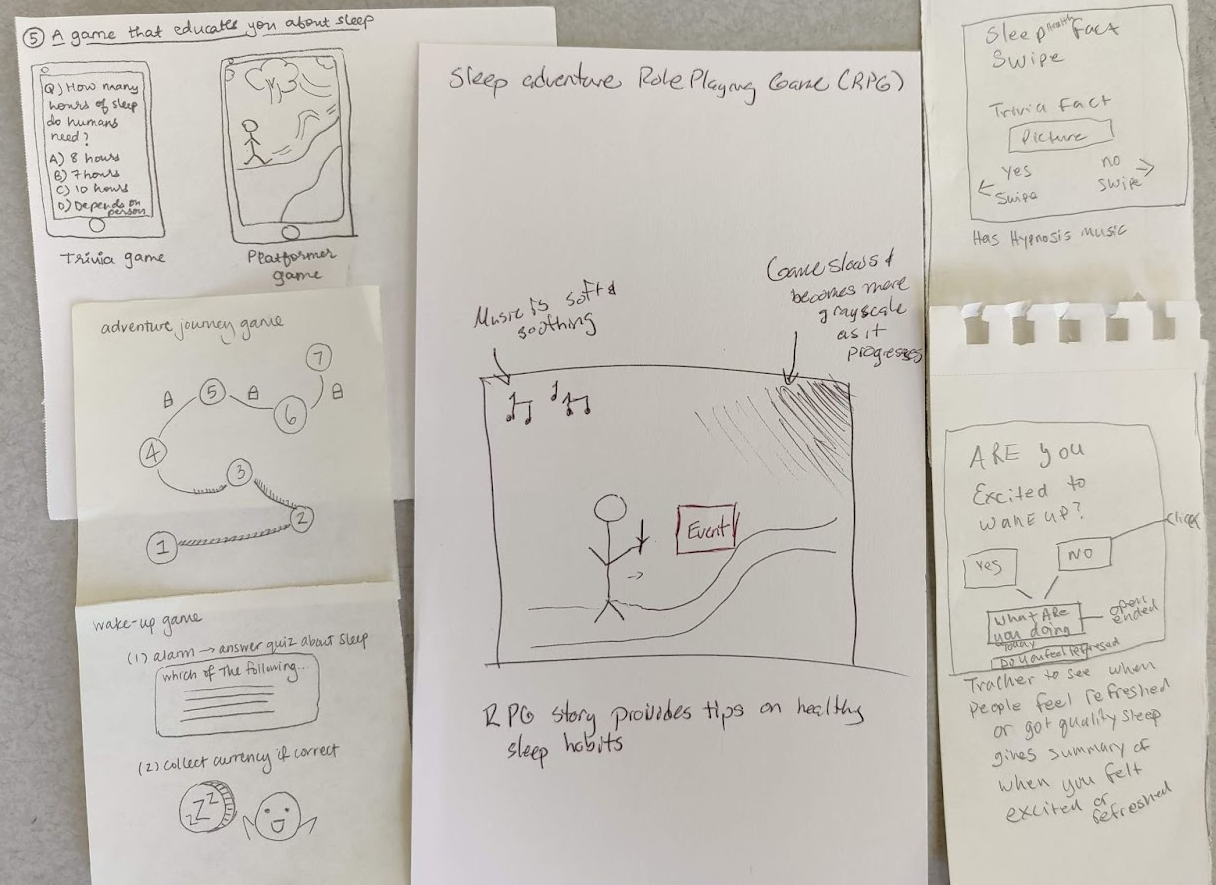 ⑤ A game that educates you about sleep
Q) How many
hours of sleep
do humans
need?
A) 8 hours
B) 7 hours
C) 10 hours
D) Depends on
person
Trivia game
Platformer
game
adventure journey game
7
5
6
4
3
2
1
wake-up game
(1) alarm → answer quiz about sleep
which of The following...
(2) collect currency if correct
zZZ
Sleep adventure Role Playing Game (RPG)
Music is soft &
soothing
Game slows &
becomes more
grayscale
as it
progresses
Event
RPG story provides tips on healthy
sleep habits
Sleep health Fact
Swipe
Trivia Fact
Picture
Yes
Swipe
no
swipe
Has Hypnosis Music
ARE you
Excited to
WAKE UP?
Yes
NO
Click
What ARE
you doing
Today
open
ended
Do you feel refreshed
Tracker to see when
people feel refreshed
or got quality sleep
gives summary of
when you felt
excited or
refreshed